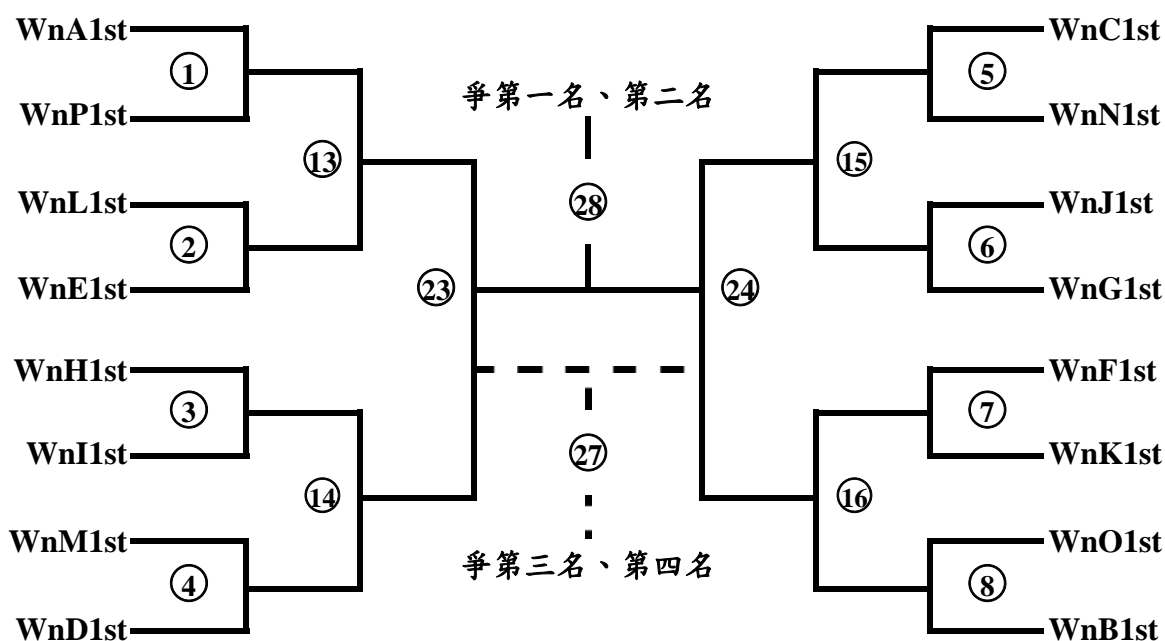 WnA1st
①
WnP1st
⑬
WnL1st
②
WnE1st
㉓
WnH1st
③
WnI1st
⑭
WnM1st
④
WnD1st
爭第一名、第二名
㉘
㉗
爭第三名、第四名
WnC1st
⑤
WnN1st
⑮
WnJ1st
⑥
WnG1st
㉔
WnF1st
⑦
WnK1st
⑯
WnO1st
⑧
WnB1st